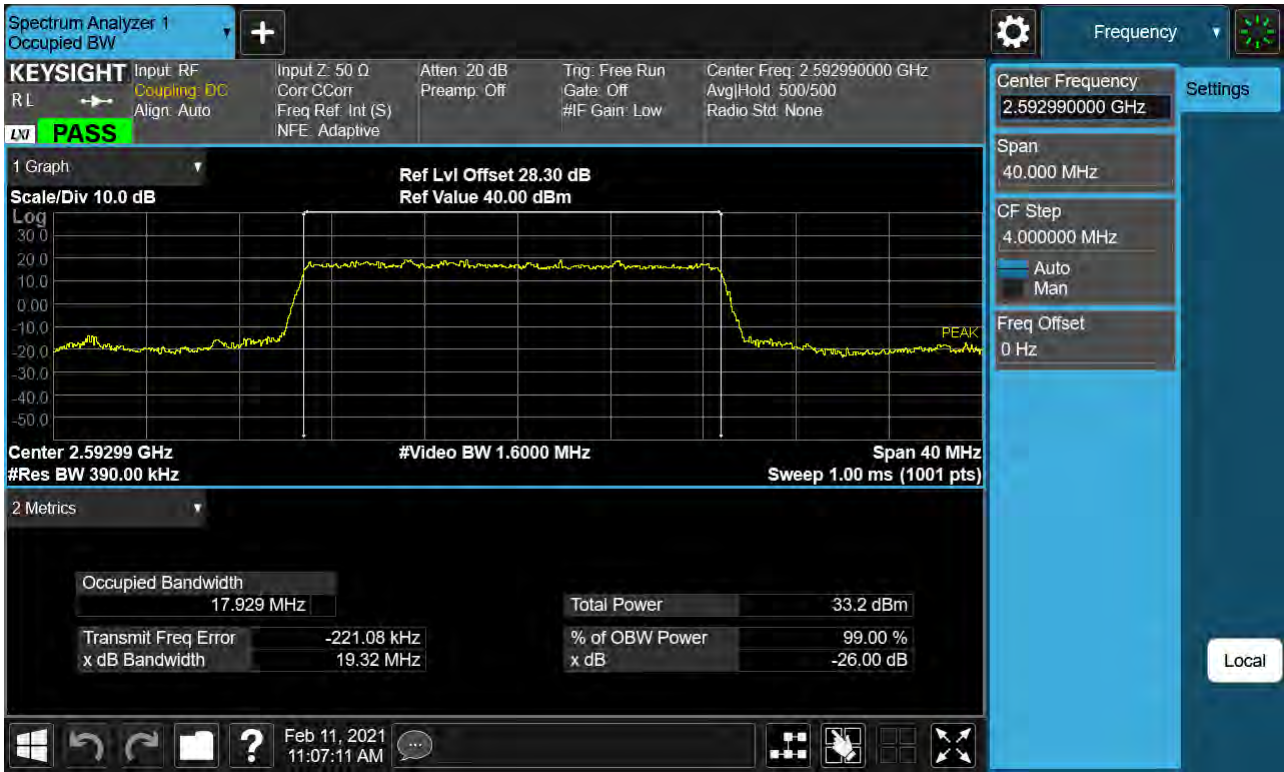 Spectrum Analyzer 1
Occupied BW
+
Frequency
KEYSIGHT
R L
LXI
PASS
Input: RF
Coupling: DC
Align: Auto
Input Z: 50 Ω
Corr CCorr
Freq Ref: Int (S)
NFE: Adaptive
Atten: 20 dB
Preamp: Off
Trig: Free Run
Gate: Off
#IF Gain: Low
Center Freq: 2.592990000 GHz
Avg|Hold: 500/500
Radio Std: None
Center Frequency
2.592990000 GHz
Settings
Span
40.000 MHz
CF Step
4.000000 MHz
Auto
Man
Freq Offset
0 Hz
Local
1 Graph
Scale/Div 10.0 dB
Ref Lvl Offset 28.30 dB
Ref Value 40.00 dBm
Log
30.0
20.0
10.0
0.00
-10.0
-20.0
-30.0
-40.0
-50.0
PEAK
Center 2.59299 GHz
#Video BW 1.6000 MHz
Span 40 MHz
#Res BW 390.00 kHz
Sweep 1.00 ms (1001 pts)
2 Metrics
Occupied Bandwidth
17.929 MHz
Total Power 33.2 dBm
Transmit Freq Error -221.08 kHz
% of OBW Power 99.00 %
x dB Bandwidth 19.32 MHz
x dB -26.00 dB
?
Feb 11, 2021
11:07:11 AM